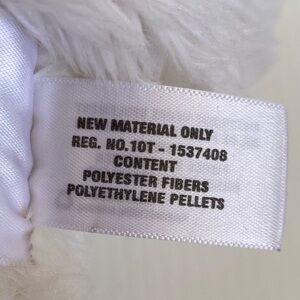 NEW MATERIAL ONLY
REG. NO.10T - 1537408
CONTENT
POLYESTER FIBERS
POLYETHYLENE PELLETS